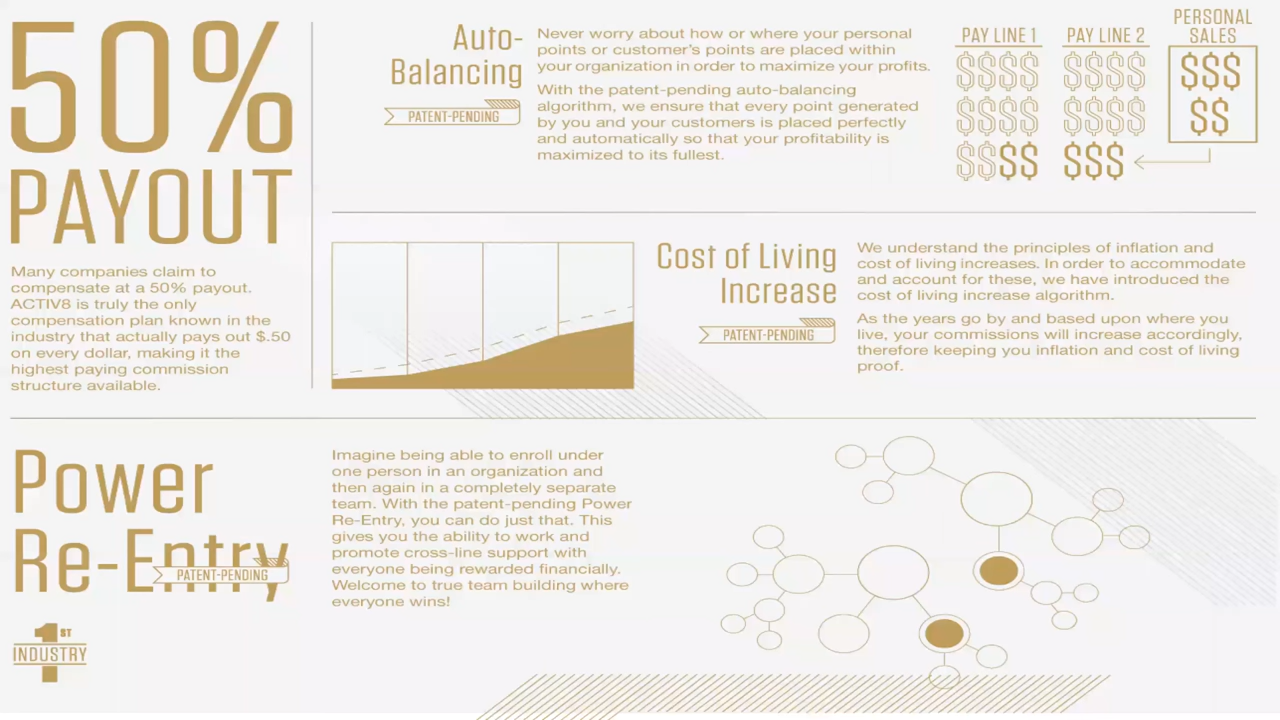 50%
PAYOUT
Many companies claim to
compensate at a 50% payout.
ACTIV8 is truly the only
compensation plan known in the
industry that actually pays out $.50
on every dollar, making it the
highest paying commission
structure available.
Auto-
Balancing
PATENT-PENDING
Never worry about how or where your personal
points or customer's points are placed within
your organization in order to maximize your profits.
With the patent-pending auto-balancing
algorithm, we ensure that every point generated
by you and your customers is placed perfectly
and automatically so that your profitability is
maximized to its fullest.
PAY LINE 1
$$$$
$$$$
$$$$
PAY LINE 2
$$$$
$$$$
$$$
PERSONAL
SALES
$$$
$$
Cost of Living
Increase
PATENT-PENDING
We understand the principles of inflation and
cost of living increases. In order to accommodate
and account for these, we have introduced the
cost of living increase algorithm.
As the years go by and based upon where you
live, your commissions will increase accordingly,
therefore keeping you inflation and cost of living
proof.
Power
Re-Entry
PATENT-PENDING
1ST
INDUSTRY
Imagine being able to enroll under
one person in an organization and
then again in a completely separate
team. With the patent-pending Power
Re-Entry, you can do just that. This
gives you the ability to work and
promote cross-line support with
everyone being rewarded financially.
Welcome to true team building where
everyone wins!